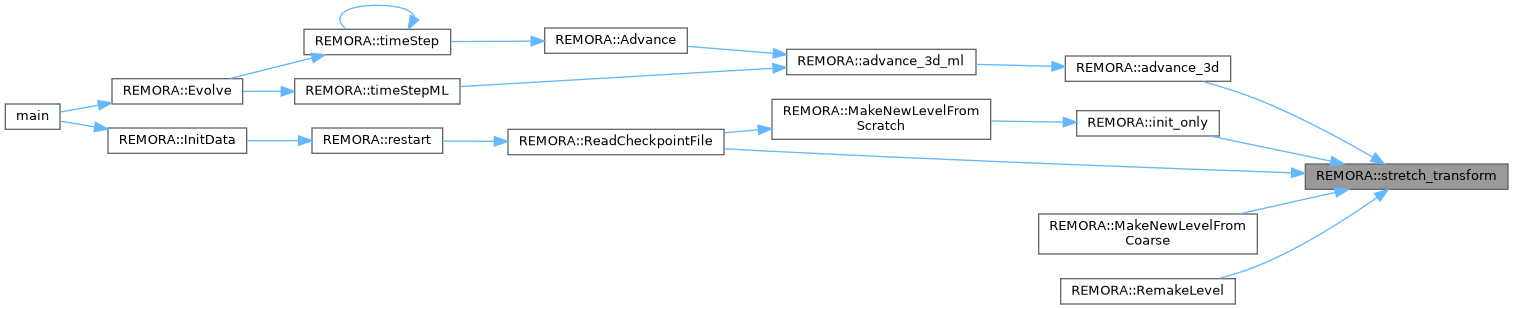 main
REMORA::Evolve
REMORA::InitData
REMORA::timeStep
REMORA::timeStepML
REMORA::restart
REMORA::Advance
REMORA::ReadCheckpointFile
REMORA::advance_3d_ml
REMORA::MakeNewLevelFrom
Scratch
REMORA::advance_3d
REMORA::init_only
REMORA::MakeNewLevelFrom
Coarse
REMORA::RemakeLevel
REMORA::stretch_transform